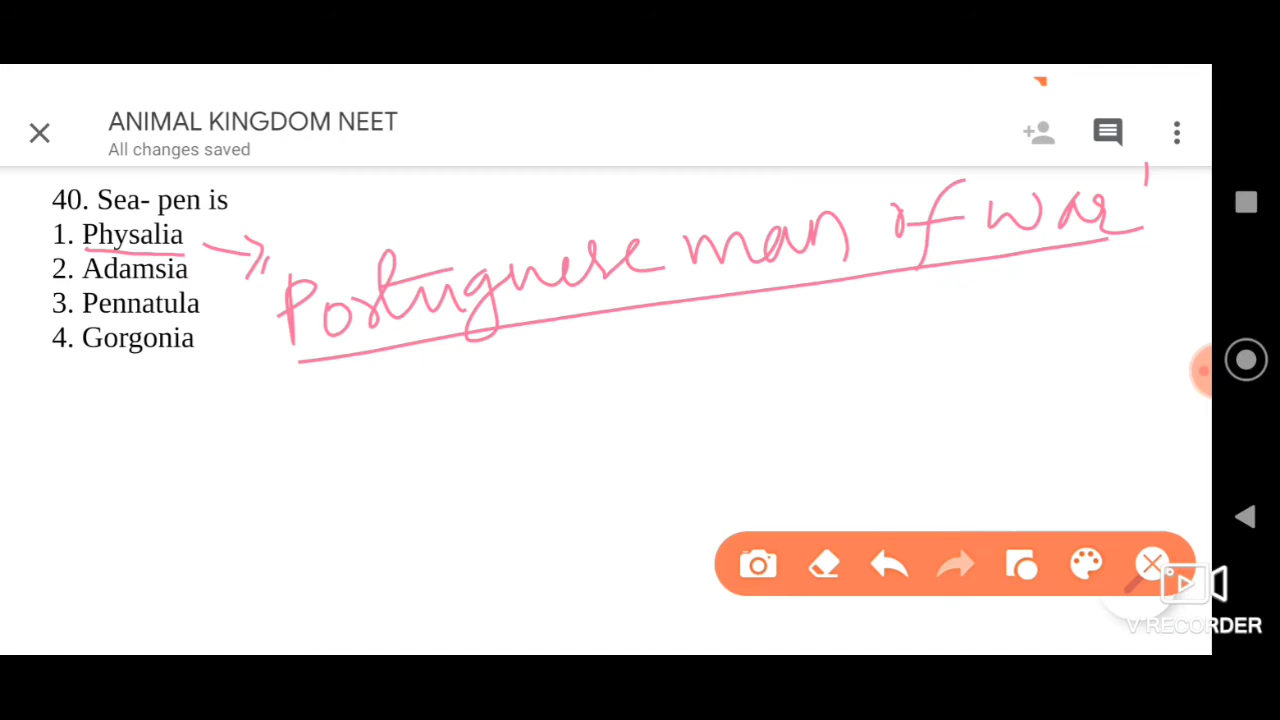 ANIMAL KINGDOM NEET
All changes saved
40. Sea- pen is
1. Physalia
Portuguese man of war'
2. Adamsia
3. Pennatula
4. Gorgonia
V RECORDER